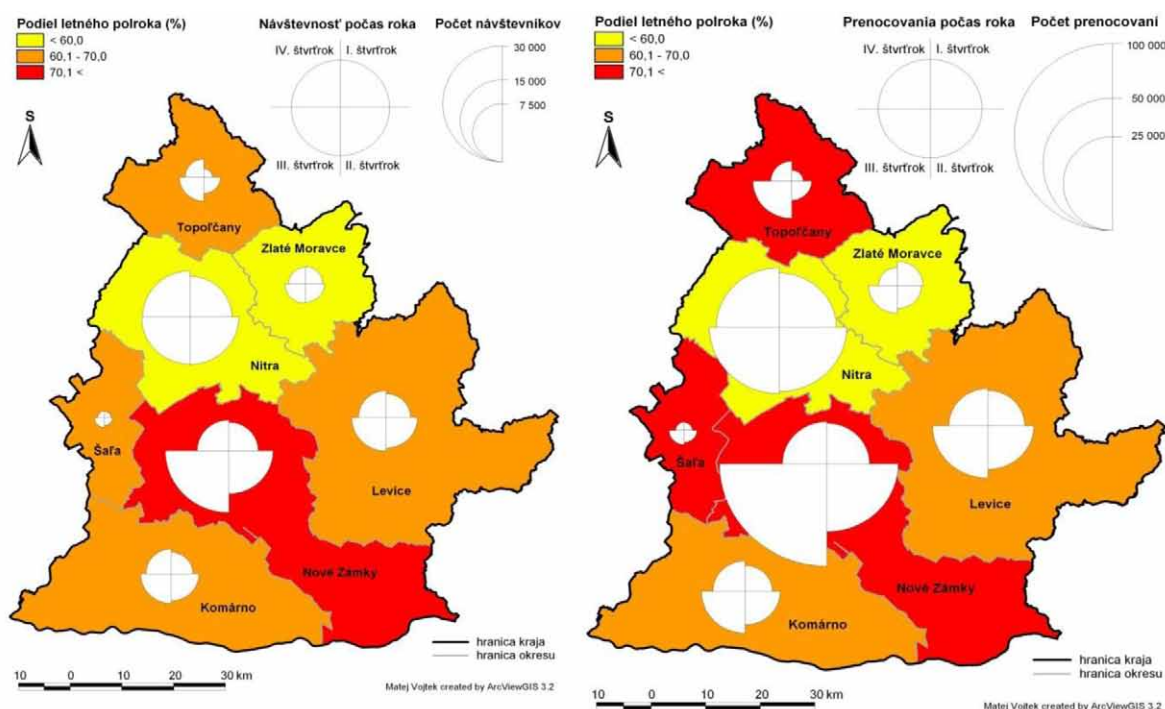 Podiel letného polroka (%)
< 60,0
60,1 - 70,0
70,1 <
Návštevnosť počas roka
IV. štvrťrok
I. štvrťrok
III. štvrťrok
II. štvrťrok
Počet návštevníkov
30 000
15 000
7 500
S
Topoľčany
Zlaté Moravce
Nitra
Šaľa
Levice
Nové Zámky
Komárno
hranica kraja
hranica okresu
10 0 10 20 30 km
Matej Vojtek created by ArcViewGIS 3.2
Podiel letného polroka (%)
< 60,0
60,1 - 70,0
70,1 <
Prenocovania počas roka
IV. štvrťrok
I. štvrťrok
III. štvrťrok
II. štvrťrok
Počet prenocovaní
100 000
50 000
25 000
S
Topoľčany
Zlaté Moravce
Nitra
Šaľa
Levice
Nové Zámky
Komárno
hranica kraja
hranica okresu
10 0 10 20 30 km
Matej Vojtek created by ArcViewGIS 3.2